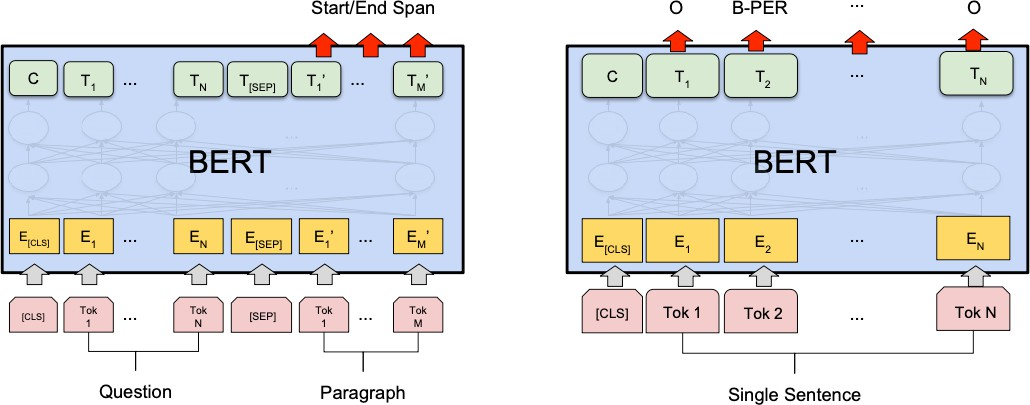 Start/End Span
C T1 ... TN T[SEP] T1' ... TM'
...
BERT
...
E[CLS] E1 ... EN E[SEP] E1' ... EM'
[CLS] Tok 1 ... Tok N [SEP] Tok 1 ... Tok M
Question Paragraph
O B-PER ... O
C T1 T2 ... TN
...
BERT
...
E[CLS] E1 E2 ... EN
[CLS] Tok 1 Tok 2 ... Tok N
Single Sentence